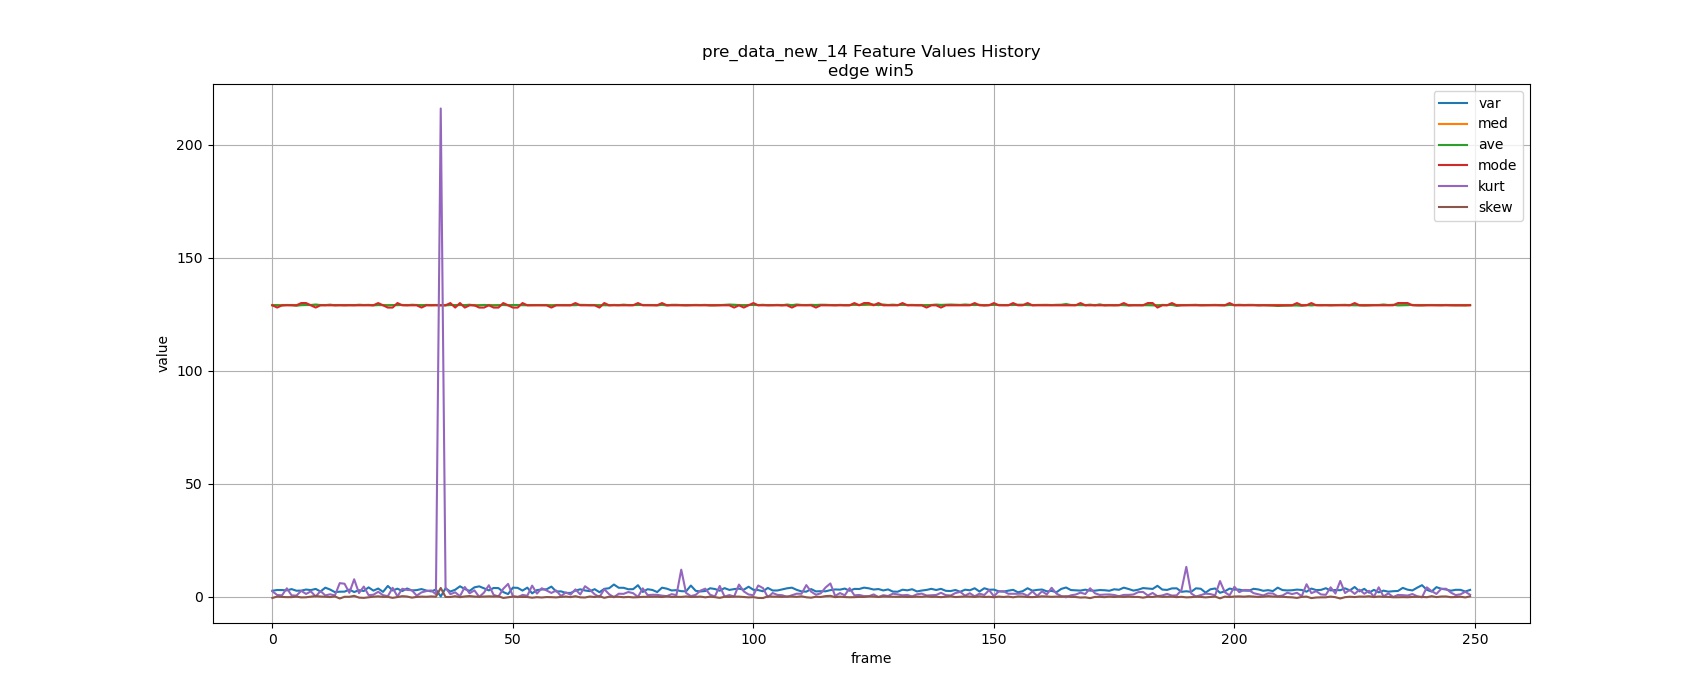 pre_data_new_14 Feature Values History
edge win5
var
med
ave
mode
kurt
skew
200
150
100
50
0
value
0
50
100
150
200
250
frame